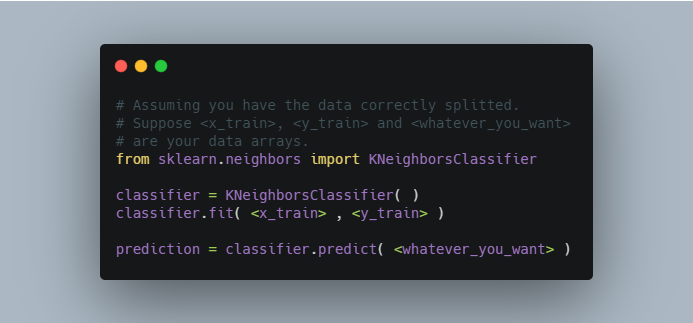 # Assuming you have the data correctly splitted.
# Suppose <x_train>, <y_train> and <whatever_you_want>
# are your data arrays.
from sklearn.neighbors import KNeighborsClassifier
classifier = KNeighborsClassifier( )
classifier.fit( <x_train> , <y_train> )
prediction = classifier.predict( <whatever_you_want> )